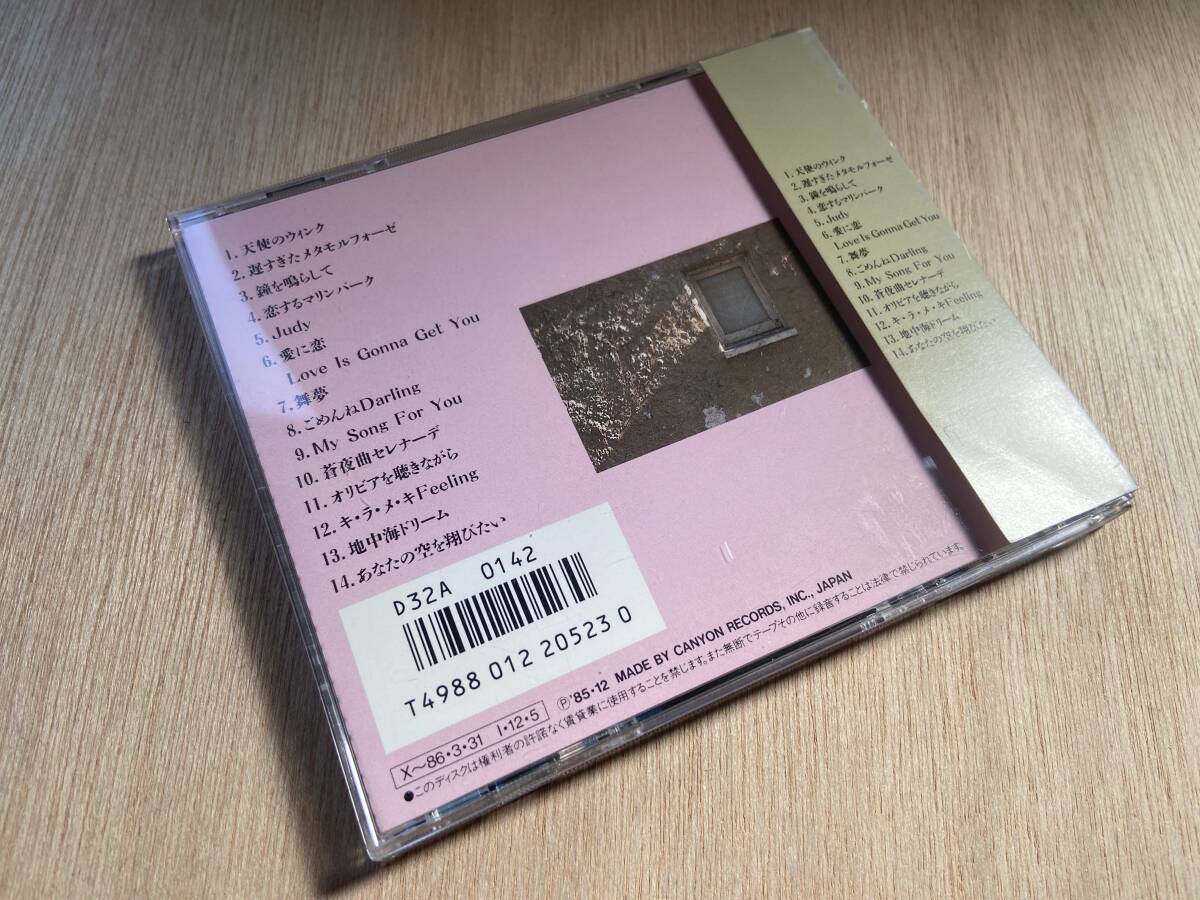 1.天使のウィンク
2.遅すぎたメタモルフォーゼ
3.鐘を鳴らして
4.恋するマリンパーク
5.Judy
6.愛に恋
Love Is Gonna Get You
7.舞夢
8.ごめんねDarling
9.My Song For You
10.蒼夜曲セレナーデ
11.オリビアを聴きながら
12.キ・ラ・メ・キFeeling
13.地中海ドリーム
14.あなたの空を翔びたい
D32A 0142
T4988 012 20523 0
X〜86・3・31 1・12・5
Ⓟ'85・12 MADE BY CANYON RECORDS, INC., JAPAN
●このディスクは権利者の許諾なく賃貸業に使用することを禁じます。また無断でテープその他に録音することは法律で禁じられています。
1.天使のウィンク
2.遅すぎたメタモルフォーゼ
3.鐘を鳴らして
4.恋するマリンパーク
5.Judy
6.愛に恋
Love Is Gonna Get You
7.舞夢
8.ごめんねDarling
9.My Song For You
10.蒼夜曲セレナーデ
11.オリビアを聴きながら
12.キ・ラ・メ・キFeeling
13.地中海ドリーム
14.あなたの空を翔びたい